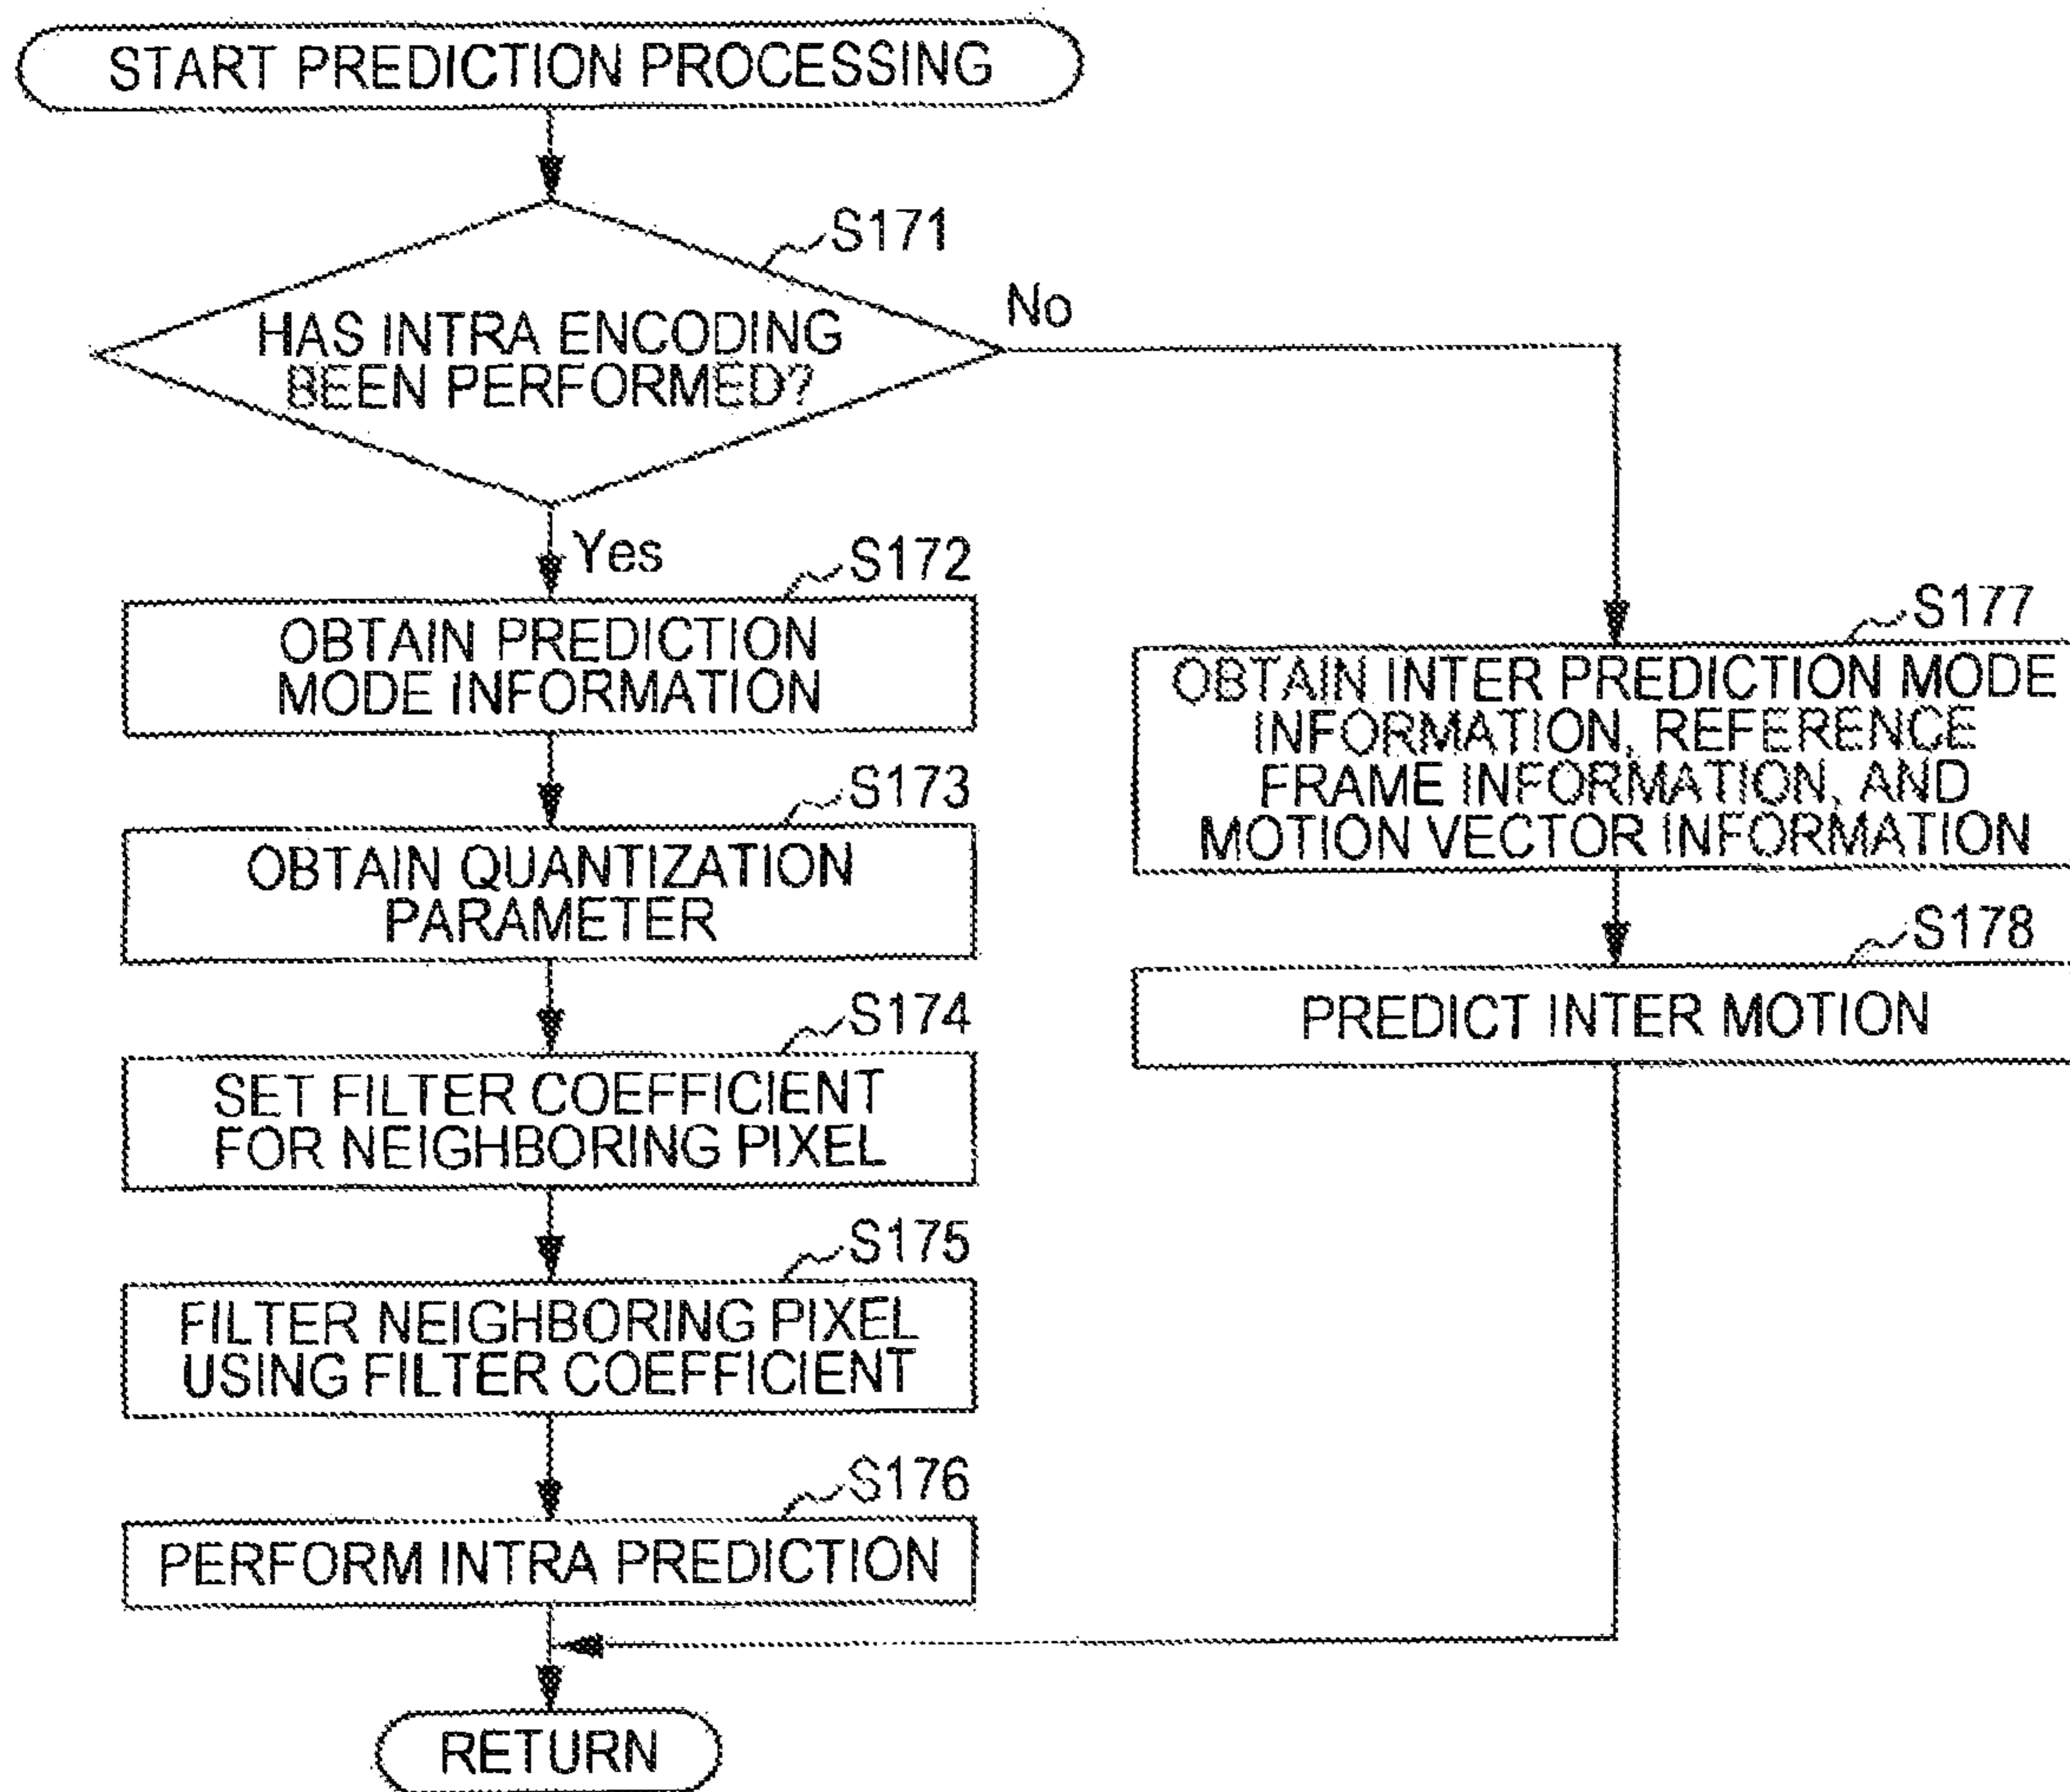 START PREDICTION PROCESSING
S171
HAS INTRA ENCODING
BEEN PERFORMED?
No
Yes
S172
OBTAIN PREDICTION
MODE INFORMATION
S173
OBTAIN QUANTIZATION
PARAMETER
S174
SET FILTER COEFFICIENT
FOR NEIGHBORING PIXEL
S175
FILTER NEIGHBORING PIXEL
USING FILTER COEFFICIENT
S176
PERFORM INTRA PREDICTION
S177
OBTAIN INTER PREDICTION MODE
INFORMATION, REFERENCE
FRAME INFORMATION, AND
MOTION VECTOR INFORMATION
S178
PREDICT INTER MOTION
RETURN